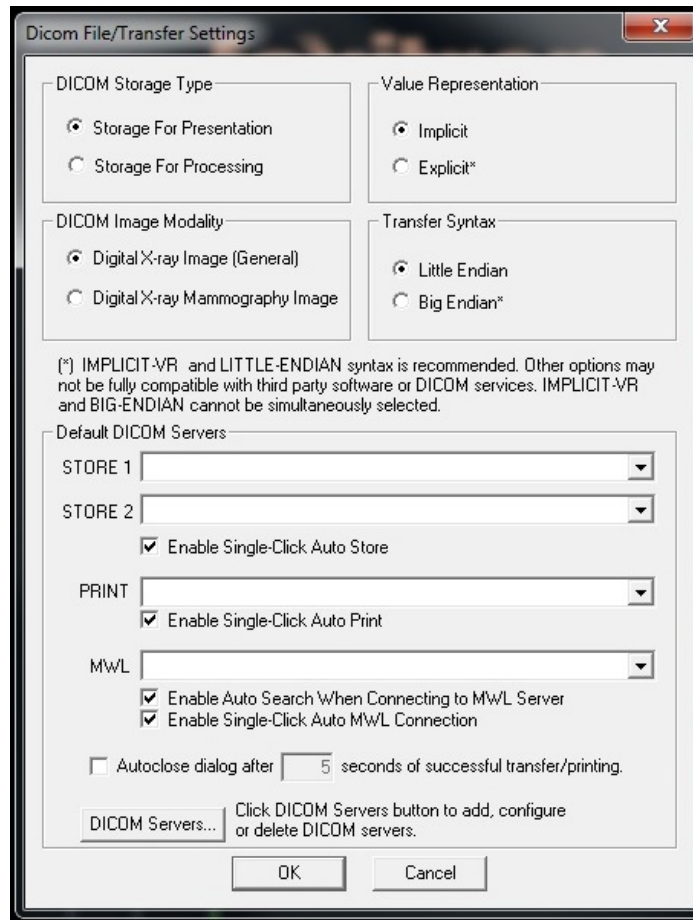 Dicom File/Transfer Settings
DICOM Storage Type
Storage For Presentation
Storage For Processing
Value Representation
Implicit
Explicit*
DICOM Image Modality
Digital X-ray Image (General)
Digital X-ray Mammography Image
Transfer Syntax
Little Endian
Big Endian*
(*) IMPLICIT-VR and LITTLE-ENDIAN syntax is recommended. Other options may
not be fully compatible with third party software or DICOM services. IMPLICIT-VR
and BIG-ENDIAN cannot be simultaneously selected.
Default DICOM Servers
STORE 1
STORE 2
Enable Single-Click Auto Store
PRINT
Enable Single-Click Auto Print
MWL
Enable Auto Search When Connecting to MWL Server
Enable Single-Click Auto MWL Connection
Autoclose dialog after 5 seconds of successful transfer/printing.
DICOM Servers...
Click DICOM Servers button to add, configure
or delete DICOM servers.
OK
Cancel